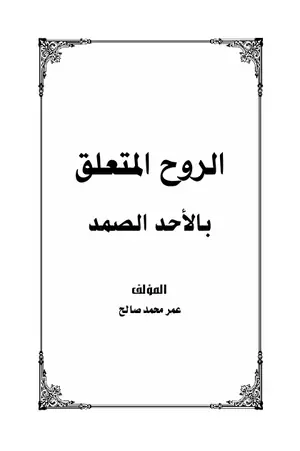 الروح المتعلق
بالأحد الصمد
المؤلف
عمر محمد صالح